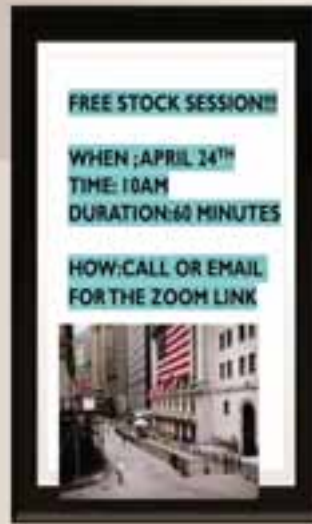 FREE STOCK SESSION!!!
WHEN ;APRIL 24TH
TIME: 10AM
DURATION:60 MINUTES
HOW:CALL OR EMAIL
FOR THE ZOOM LINK